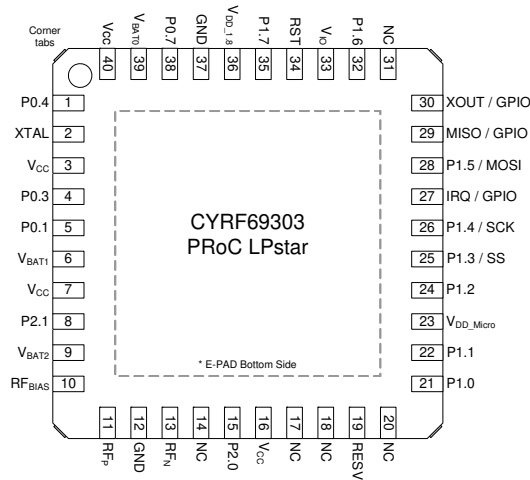 Corner
tabs
Vcc
VBAT0
P0.7
GND
VDD_1.8
P1.7
RST
VIO
P1.6
NC
40
39
38
37
36
35
34
33
32
31
P0.4 1
XTAL 2
VCC 3
P0.3 4
P0.1 5
VBAT1 6
VCC 7
P2.1 8
VBAT2 9
RFBIAS 10
30 XOUT / GPIO
29 MISO / GPIO
28 P1.5 / MOSI
27 IRQ / GPIO
26 P1.4 / SCK
25 P1.3 / SS
24 P1.2
23 VDD_Micro
22 P1.1
21 P1.0
CYRF69303
PRoC LPstar
* E-PAD Bottom Side
11
12
13
14
15
16
17
18
19
20
RFP
GND
RFN
NC
P2.0
VCC
NC
NC
RESV
NC